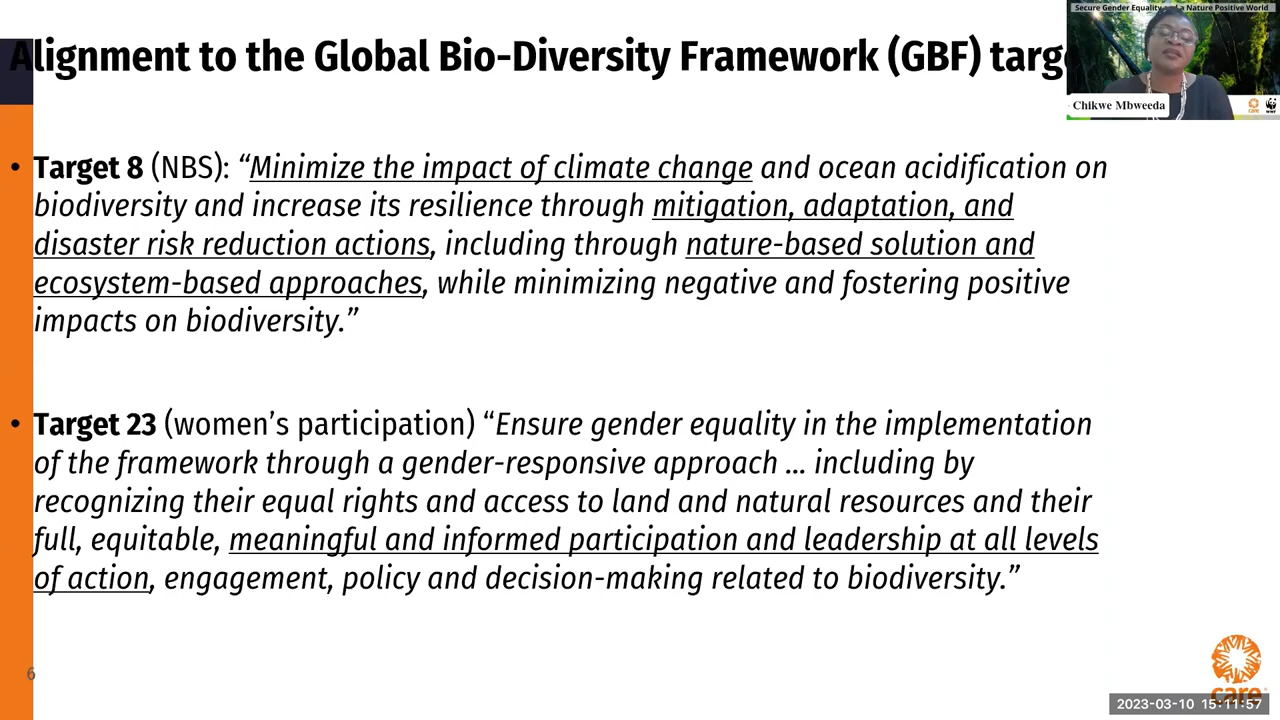 Secure Gender Equality and a Nature Positive World
Alignment to the Global Bio-Diversity Framework (GBF)
Chikwe Mbweeda
care
WWF
• Target 8 (NBS): “Minimize the impact of climate change and ocean acidification on
biodiversity and increase its resilience through mitigation, adaptation, and
disaster risk reduction actions, including through nature-based solution and
ecosystem-based approaches, while minimizing negative and fostering positive
impacts on biodiversity.”
• Target 23 (women’s participation) “Ensure gender equality in the implementation
of the framework through a gender-responsive approach ... including by
recognizing their equal rights and access to land and natural resources and their
full, equitable, meaningful and informed participation and leadership at all levels
of action, engagement, policy and decision-making related to biodiversity.”
6
care
2023-03-10 15:11:57